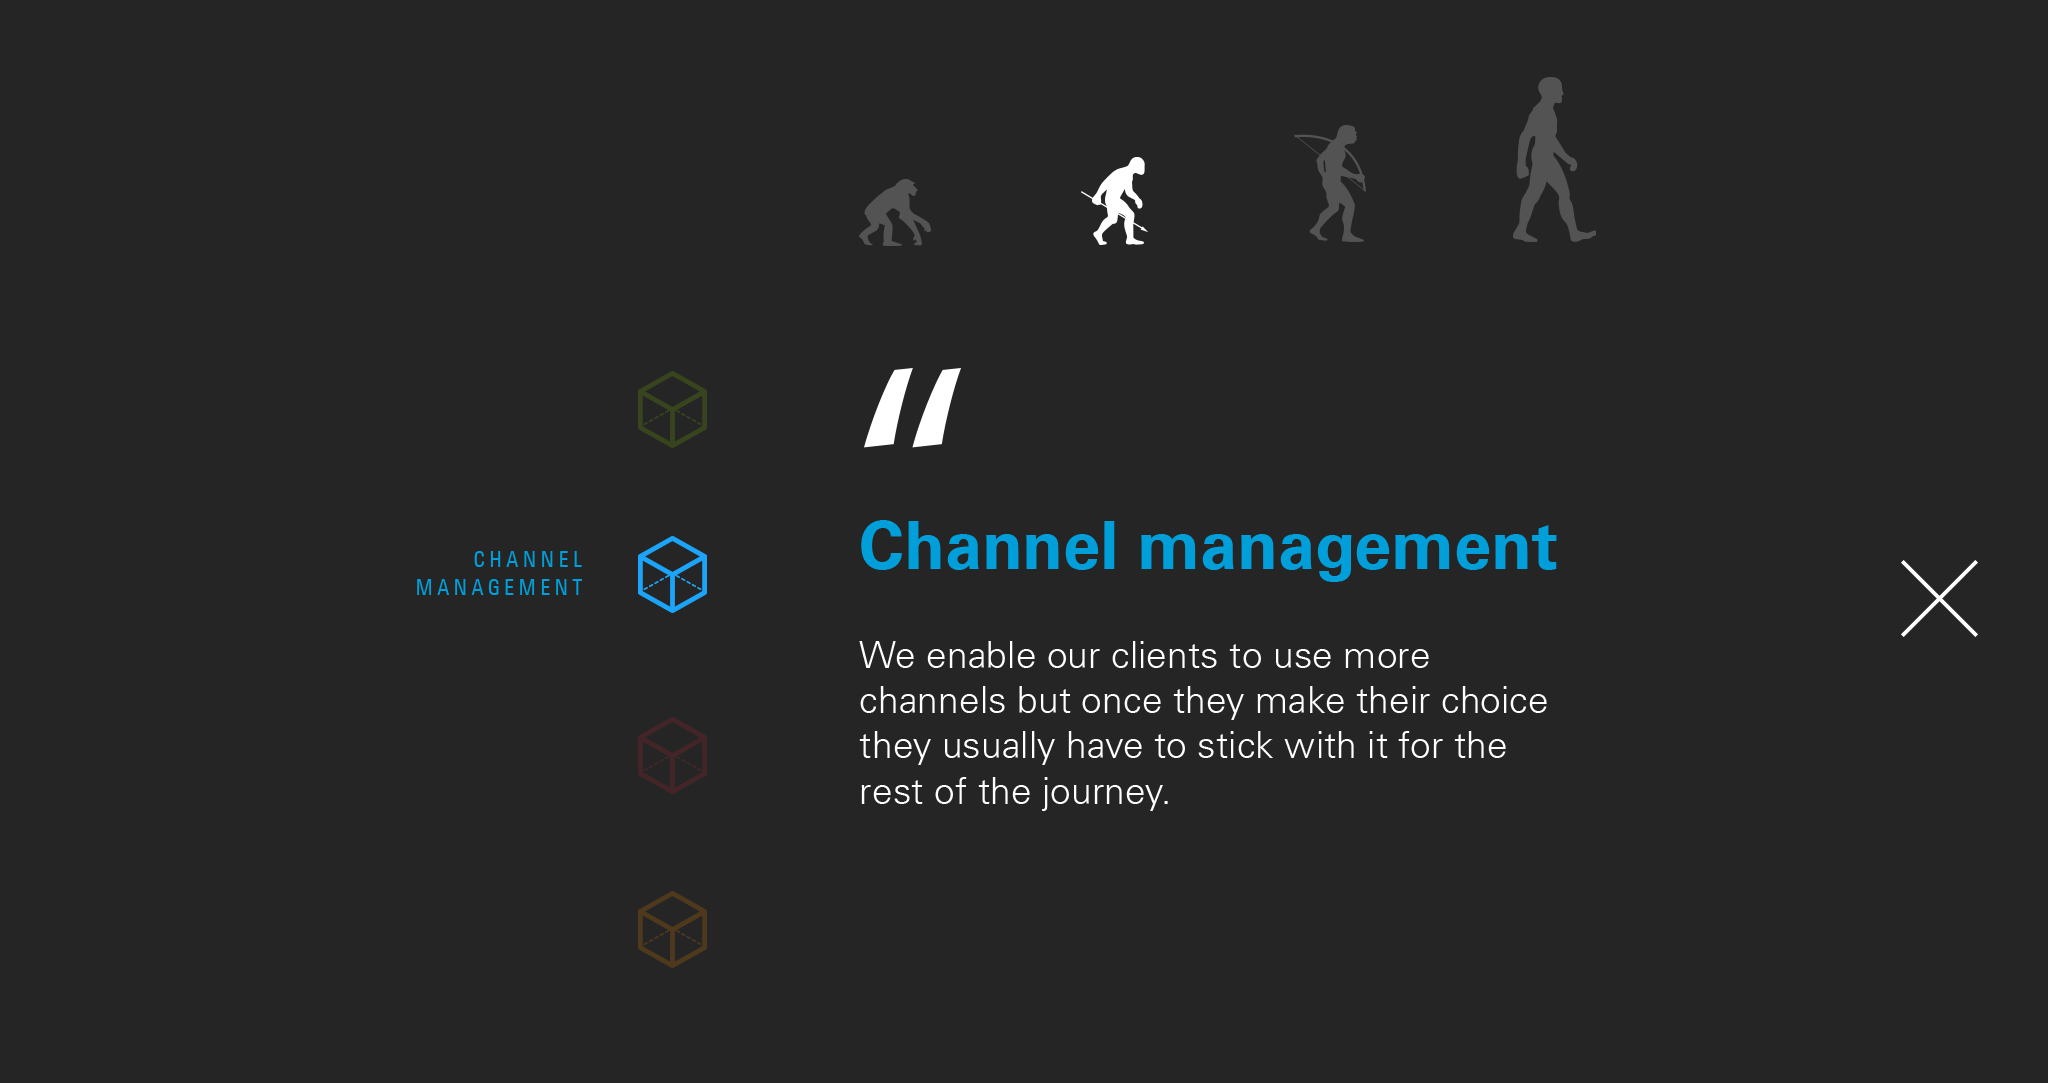 CHANNEL
MANAGEMENT
“
Channel management
We enable our clients to use more
channels but once they make their choice
they usually have to stick with it for the
rest of the journey.